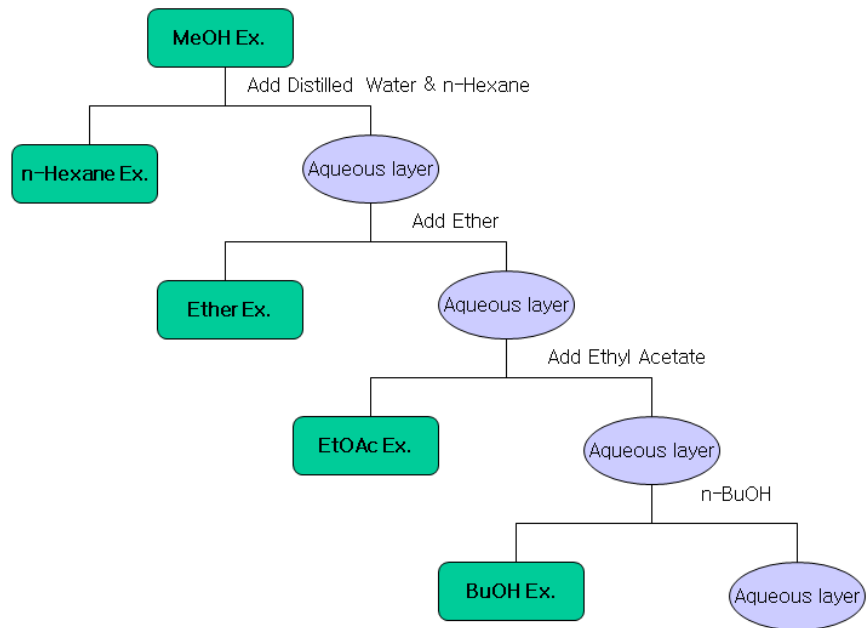 MeOH Ex.
Add Distilled Water & n-Hexane
n-Hexane Ex.
Aqueous layer
Add Ether
Ether Ex.
Aqueous layer
Add Ethyl Acetate
EtOAc Ex.
Aqueous layer
n-BuOH
BuOH Ex.
Aqueous layer